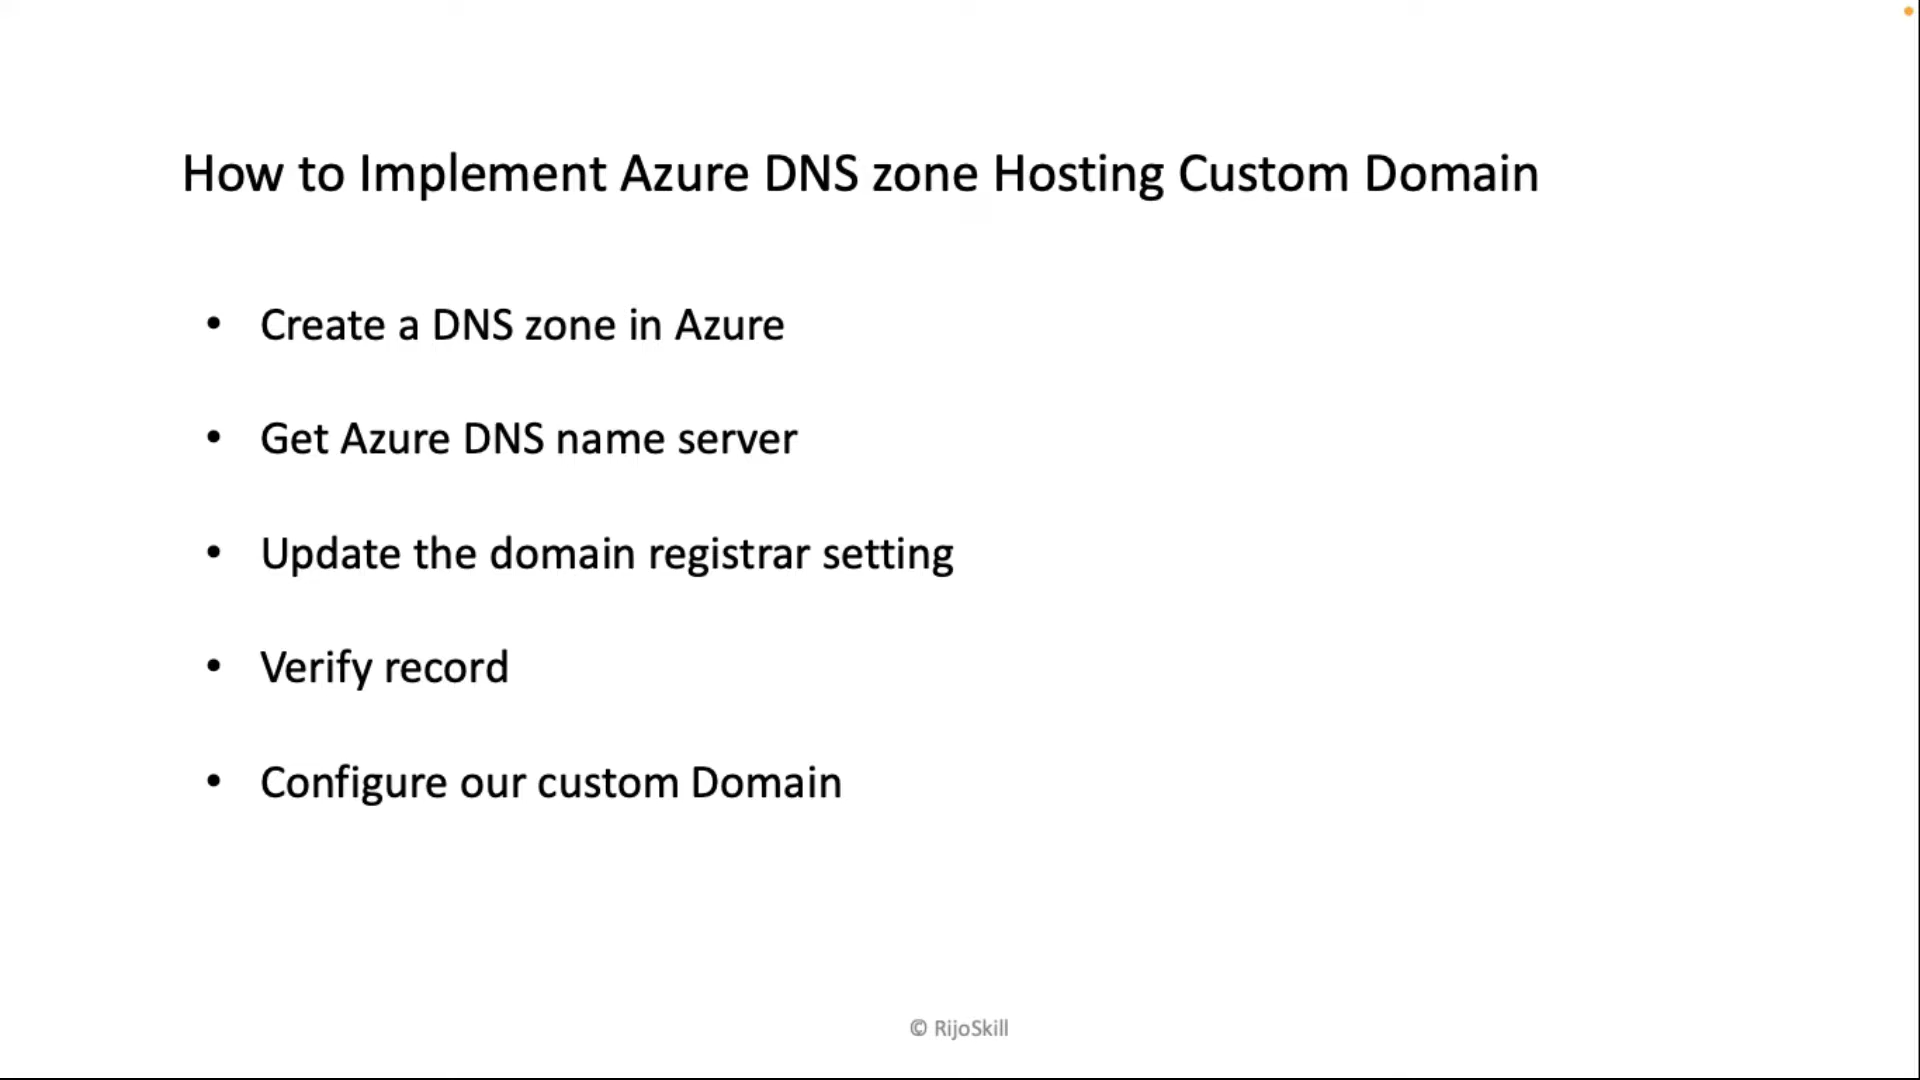 How to Implement Azure DNS zone Hosting Custom Domain
• Create a DNS zone in Azure
• Get Azure DNS name server
• Update the domain registrar setting
• Verify record
• Configure our custom Domain
© RijoSkill